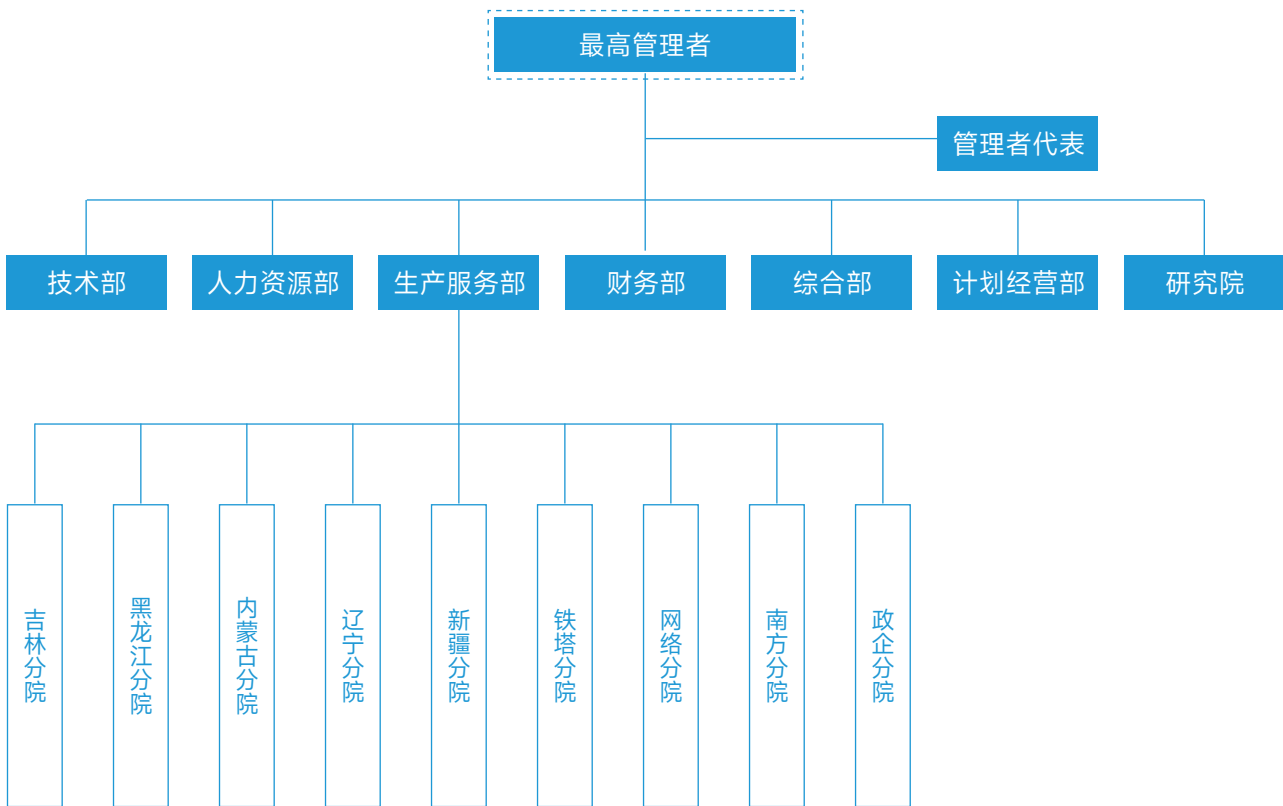 最高管理者
管理者代表
技术部
人力资源部
生产服务部
财务部
综合部
计划经营部
研究院
吉林分院
黑龙江分院
内蒙古分院
辽宁分院
新疆分院
铁塔分院
网络分院
南方分院
政企分院